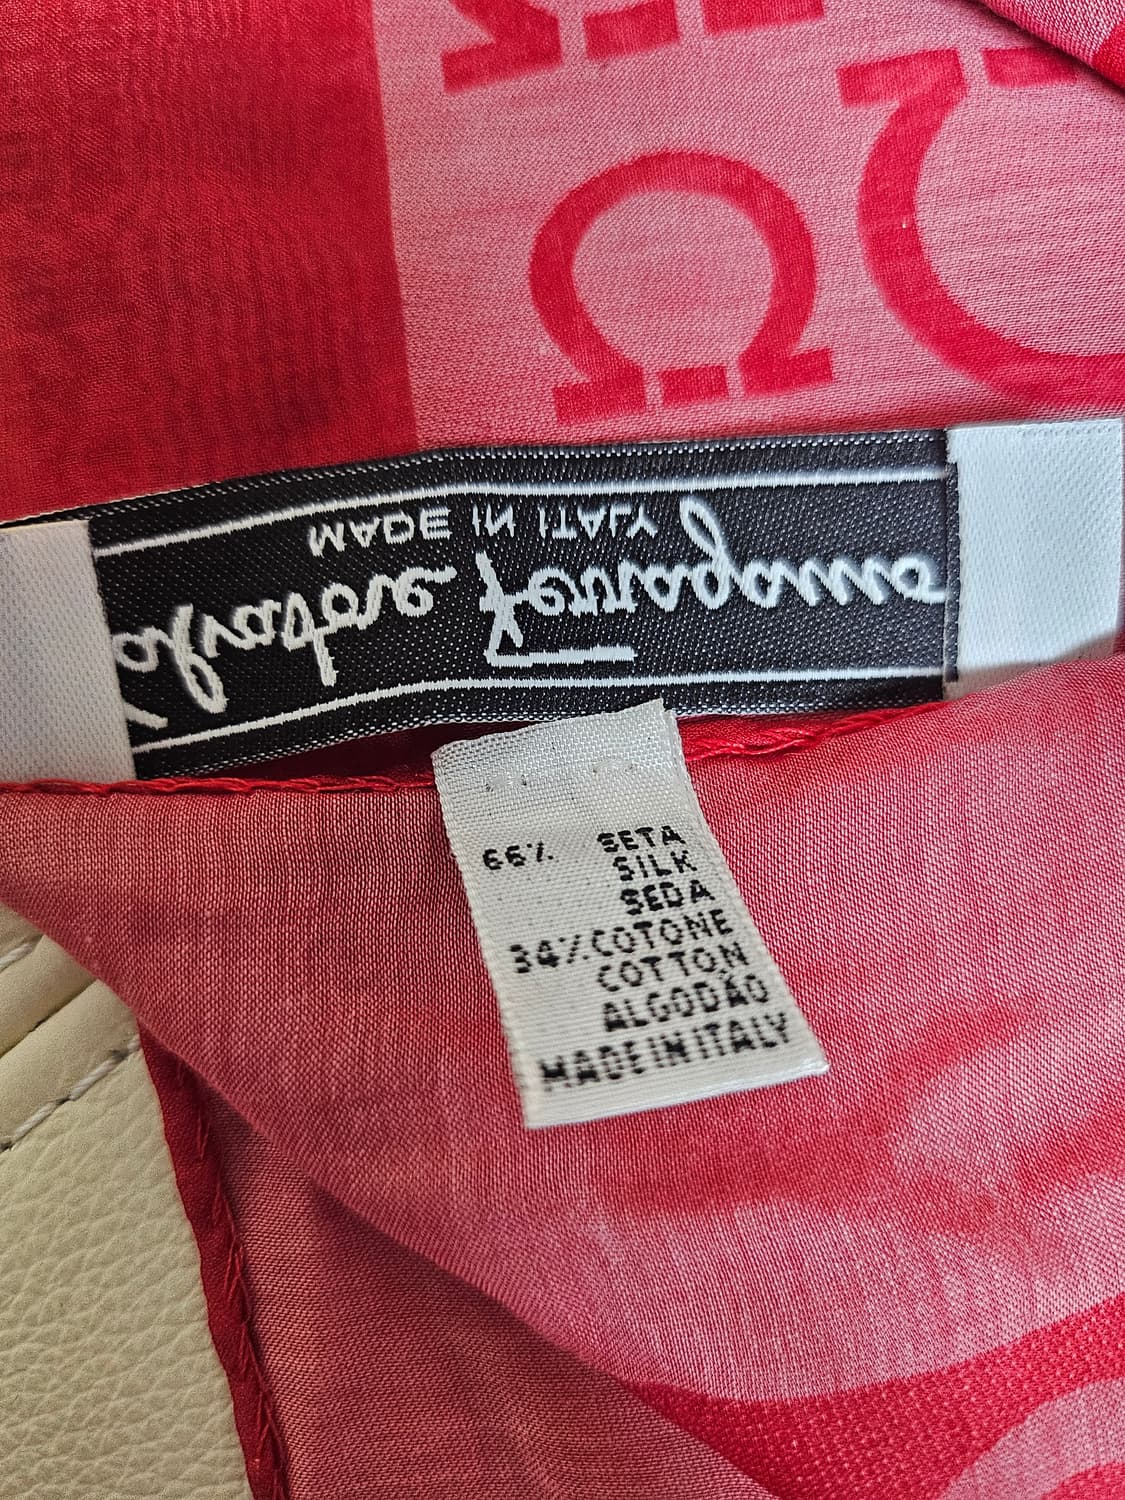 Salvatore Ferragamo
MADE IN ITALY
66% SETA
SILK
SEDA
34% COTONE
COTTON
ALGODÃO
MADE IN ITALY